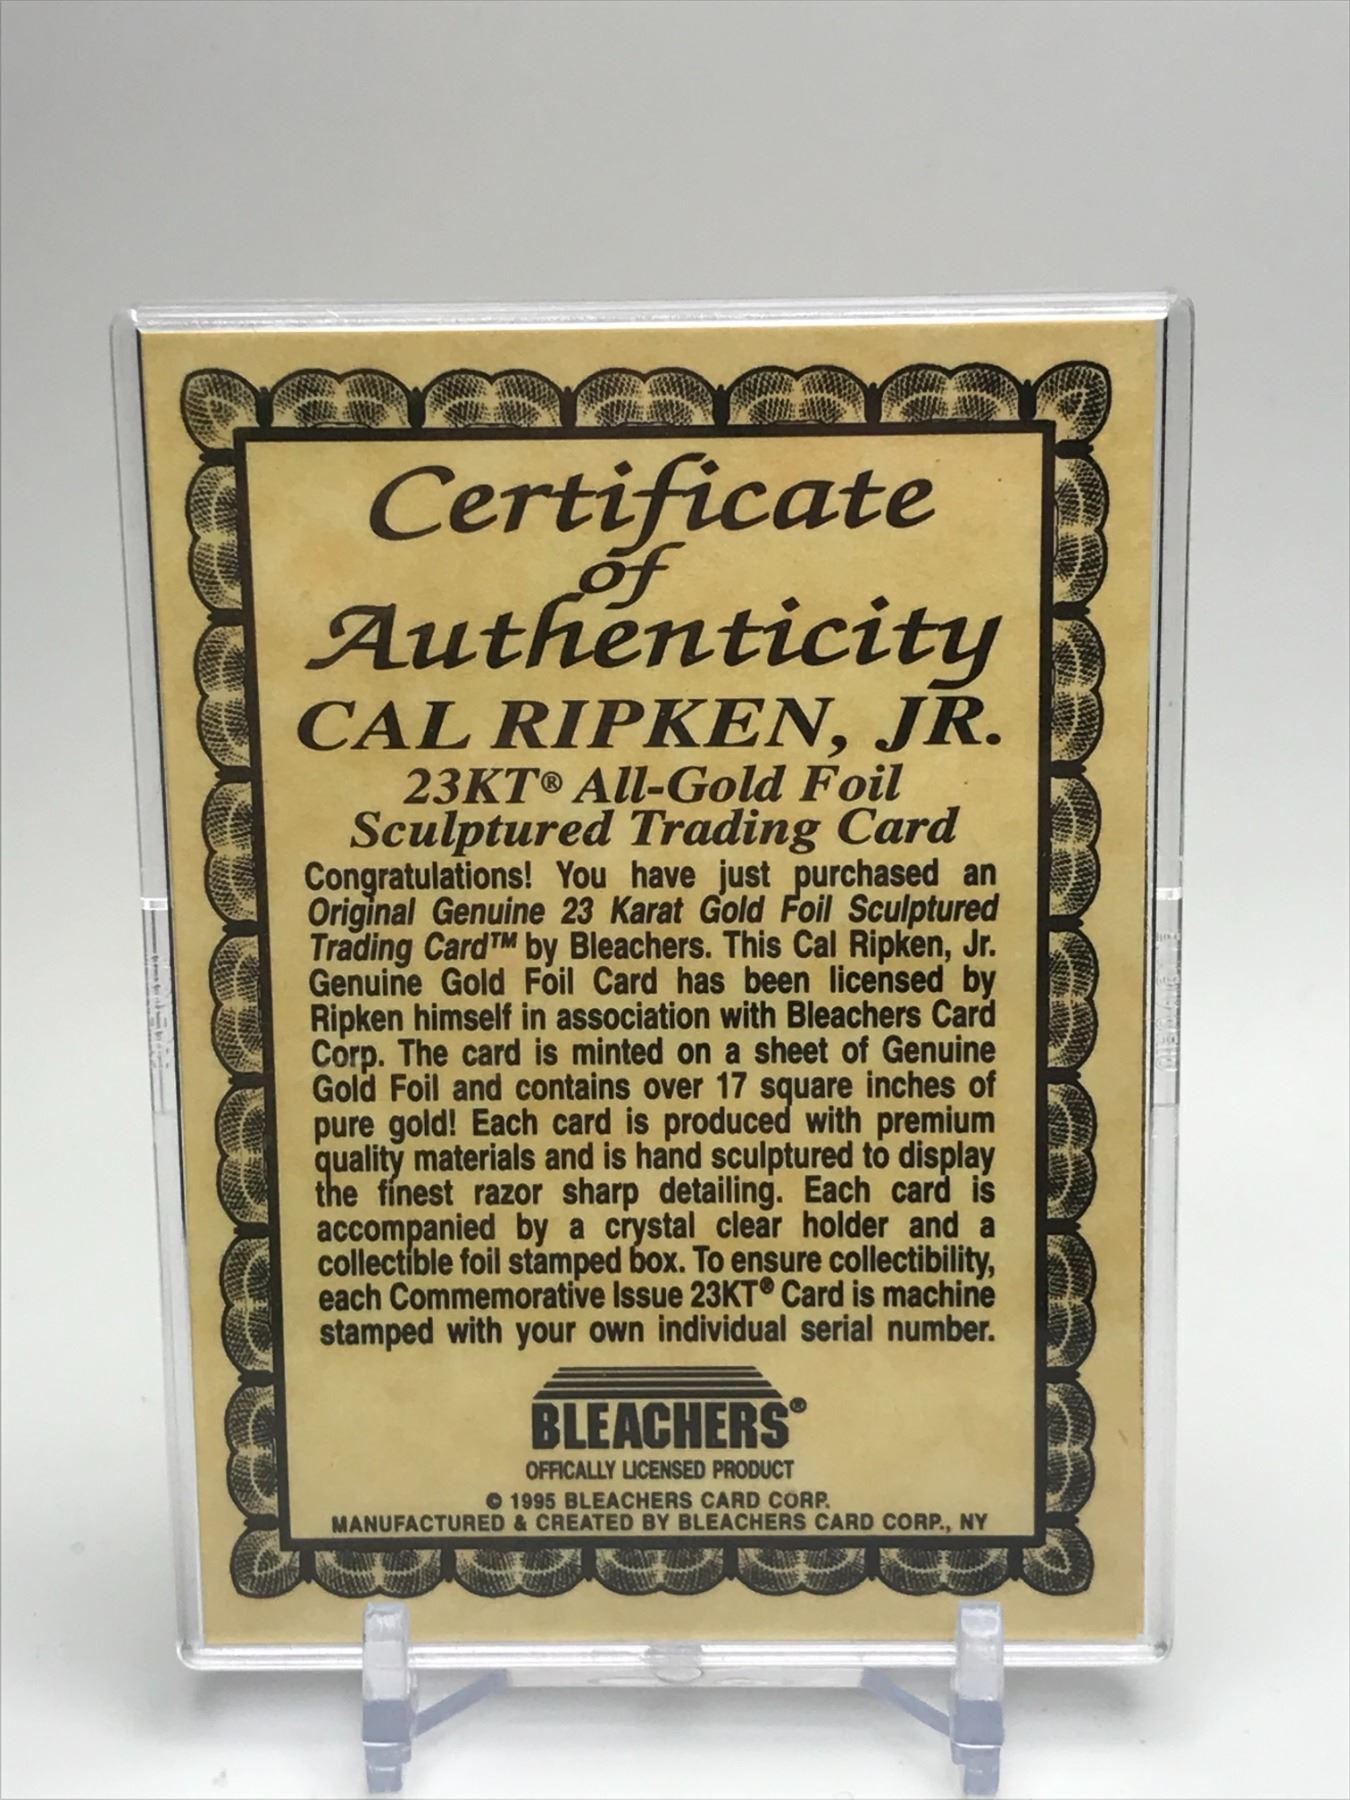 Certificate
of
Authenticity
CAL RIPKEN, JR.
23KT® All-Gold Foil
Sculptured Trading Card
Congratulations! You have just purchased an
Original Genuine 23 Karat Gold Foil Sculptured
Trading Card™ by Bleachers. This Cal Ripken, Jr.
Genuine Gold Foil Card has been licensed by
Ripken himself in association with Bleachers Card
Corp. The card is minted on a sheet of Genuine
Gold Foil and contains over 17 square inches of
pure gold! Each card is produced with premium
quality materials and is hand sculptured to display
the finest razor sharp detailing. Each card is
accompanied by a crystal clear holder and a
collectible foil stamped box. To ensure collectibility,
each Commemorative Issue 23KT® Card is machine
stamped with your own individual serial number.
BLEACHERS®
OFFICALLY LICENSED PRODUCT
© 1995 BLEACHERS CARD CORP.
MANUFACTURED & CREATED BY BLEACHERS CARD CORP., NY